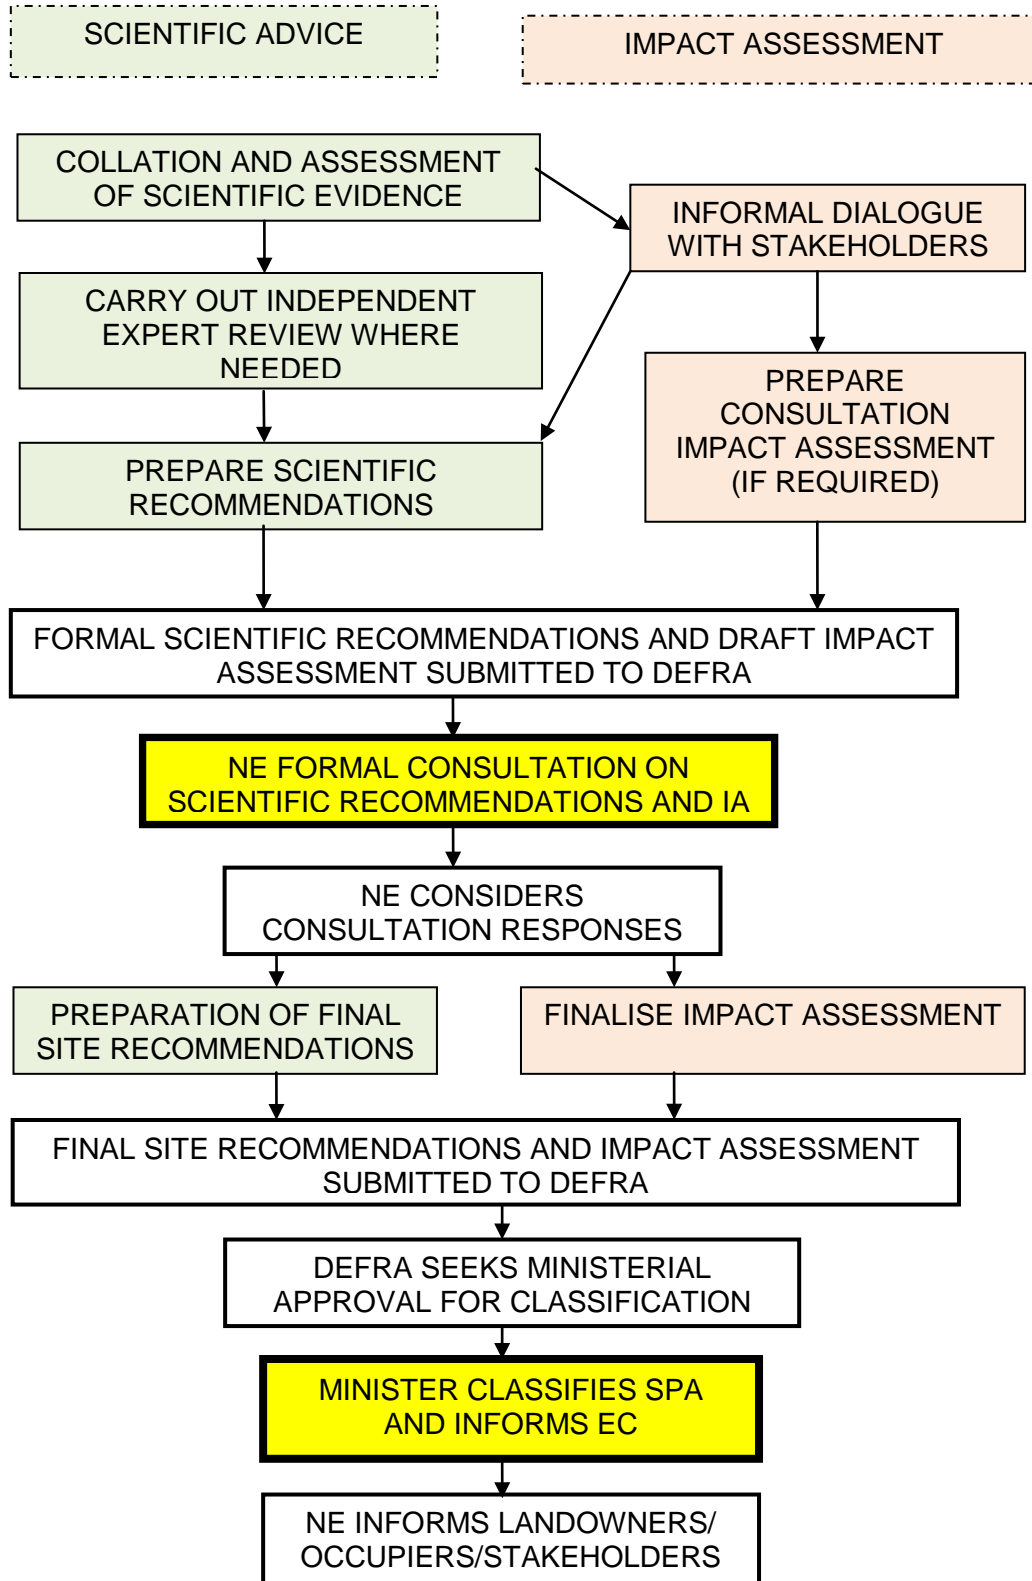 SCIENTIFIC ADVICE
IMPACT ASSESSMENT
COLLATION AND ASSESSMENT
OF SCIENTIFIC EVIDENCE
INFORMAL DIALOGUE
WITH STAKEHOLDERS
CARRY OUT INDEPENDENT
EXPERT REVIEW WHERE
NEEDED
PREPARE
CONSULTATION
IMPACT ASSESSMENT
(IF REQUIRED)
PREPARE SCIENTIFIC
RECOMMENDATIONS
FORMAL SCIENTIFIC RECOMMENDATIONS AND DRAFT IMPACT
ASSESSMENT SUBMITTED TO DEFRA
NE FORMAL CONSULTATION ON
SCIENTIFIC RECOMMENDATIONS AND IA
NE CONSIDERS
CONSULTATION RESPONSES
PREPARATION OF FINAL
SITE RECOMMENDATIONS
FINALISE IMPACT ASSESSMENT
FINAL SITE RECOMMENDATIONS AND IMPACT ASSESSMENT
SUBMITTED TO DEFRA
DEFRA SEEKS MINISTERIAL
APPROVAL FOR CLASSIFICATION
MINISTER CLASSIFIES SPA
AND INFORMS EC
NE INFORMS LANDOWNERS/
OCCUPIERS/STAKEHOLDERS